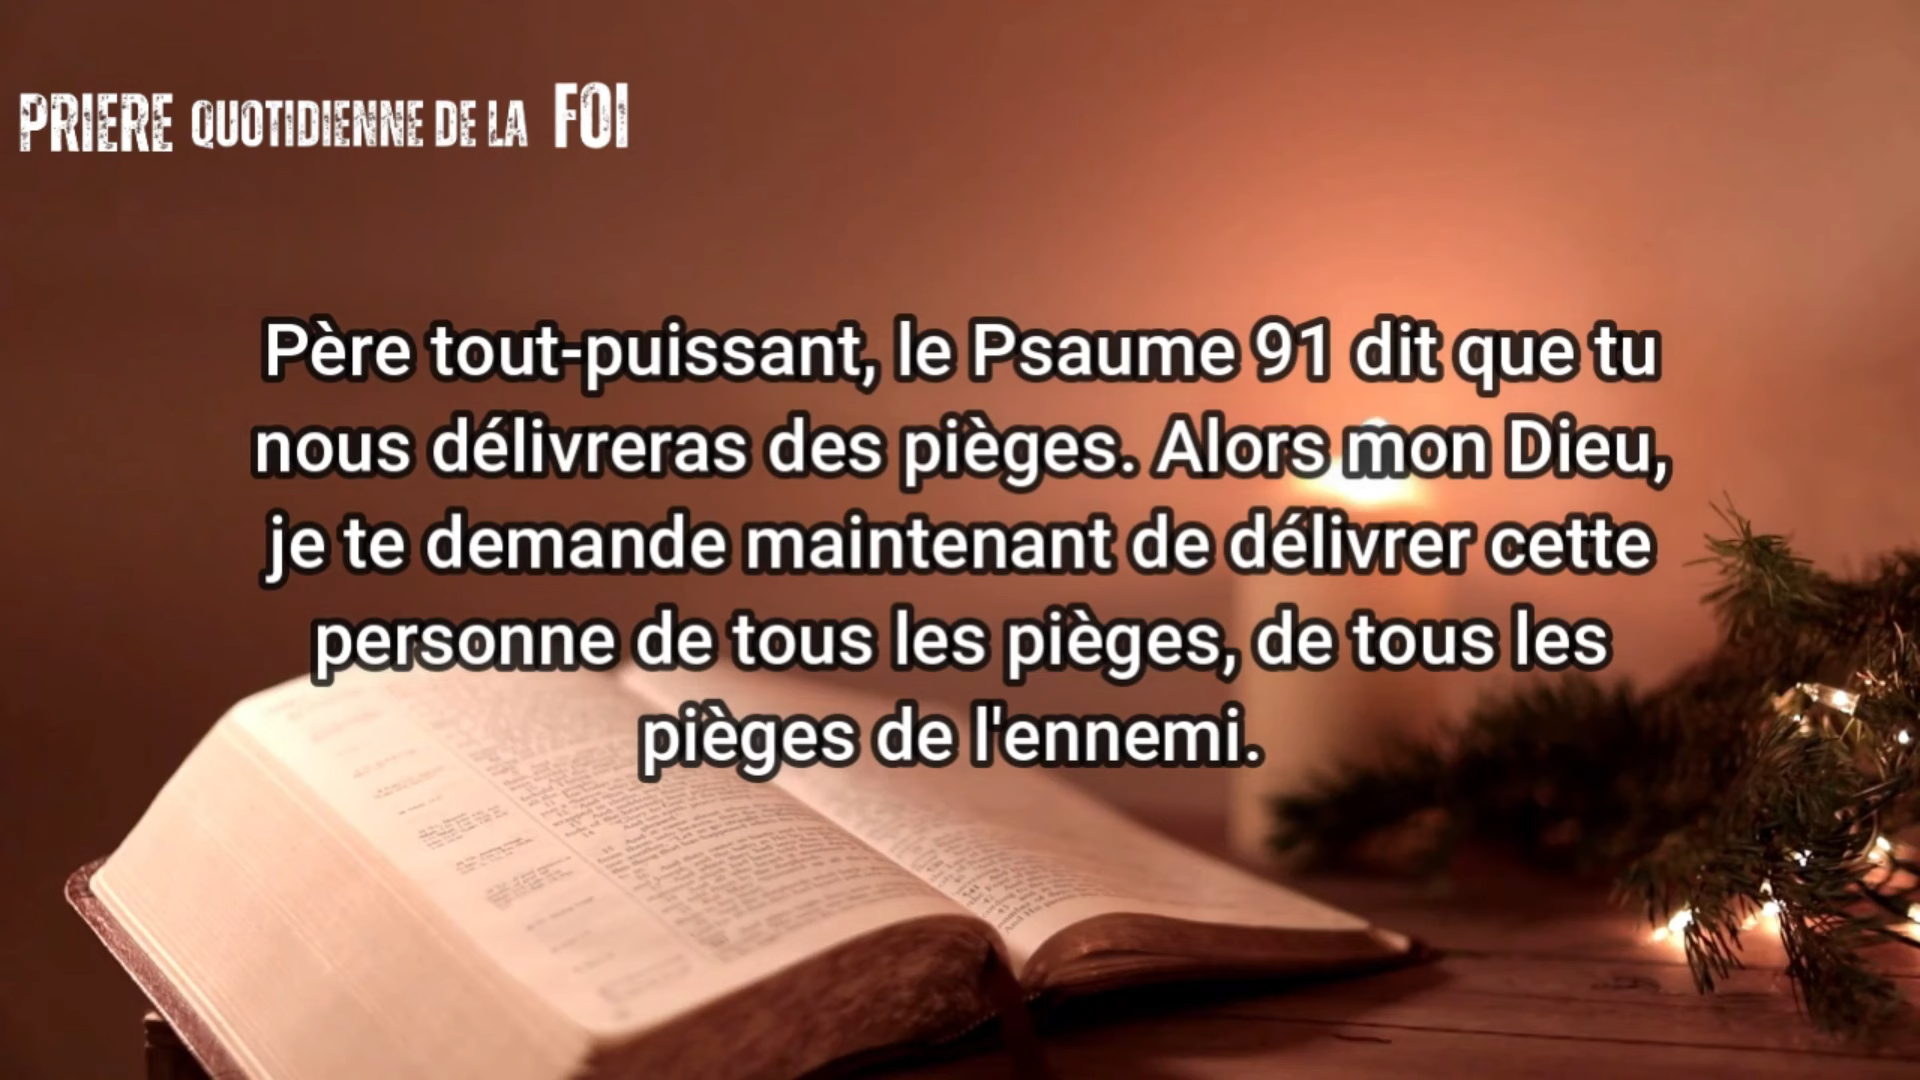 PRIERE QUOTIDIENNE DE LA FOI
Père tout-puissant, le Psaume 91 dit que tu
nous délivreras des pièges. Alors mon Dieu,
je te demande maintenant de délivrer cette
personne de tous les pièges, de tous les
pièges de l'ennemi.